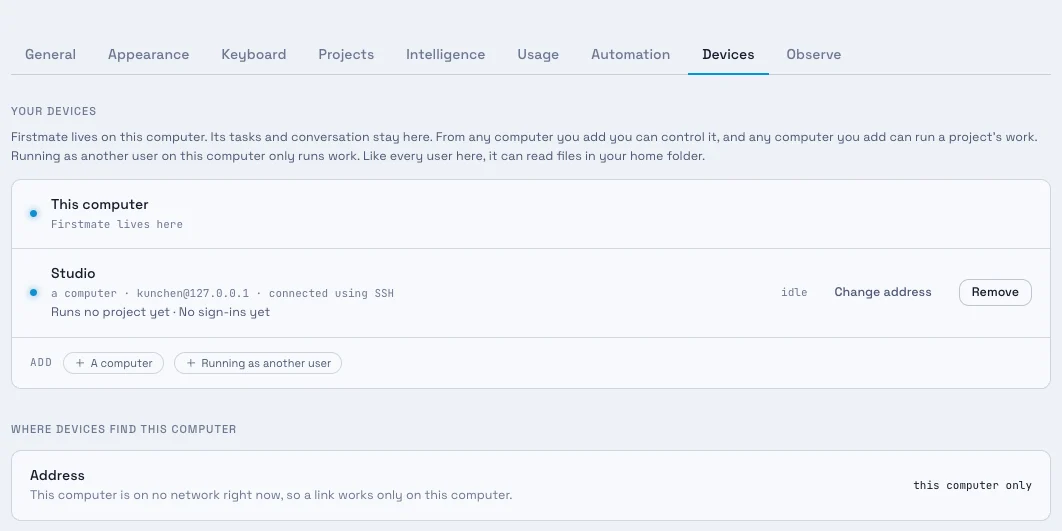 General Appearance Keyboard Projects Intelligence Usage Automation Devices Observe
YOUR DEVICES
Firstmate lives on this computer. Its tasks and conversation stay here. From any computer you add you can control it, and any computer you add can run a project's work.
Running as another user on this computer only runs work. Like every user here, it can read files in your home folder.
This computer
Firstmate lives here
Studio
a computer · kunchen@127.0.0.1 · connected using SSH
Runs no project yet · No sign-ins yet
idle Change address Remove
ADD + A computer + Running as another user
WHERE DEVICES FIND THIS COMPUTER
Address
This computer is on no network right now, so a link works only on this computer.
this computer only